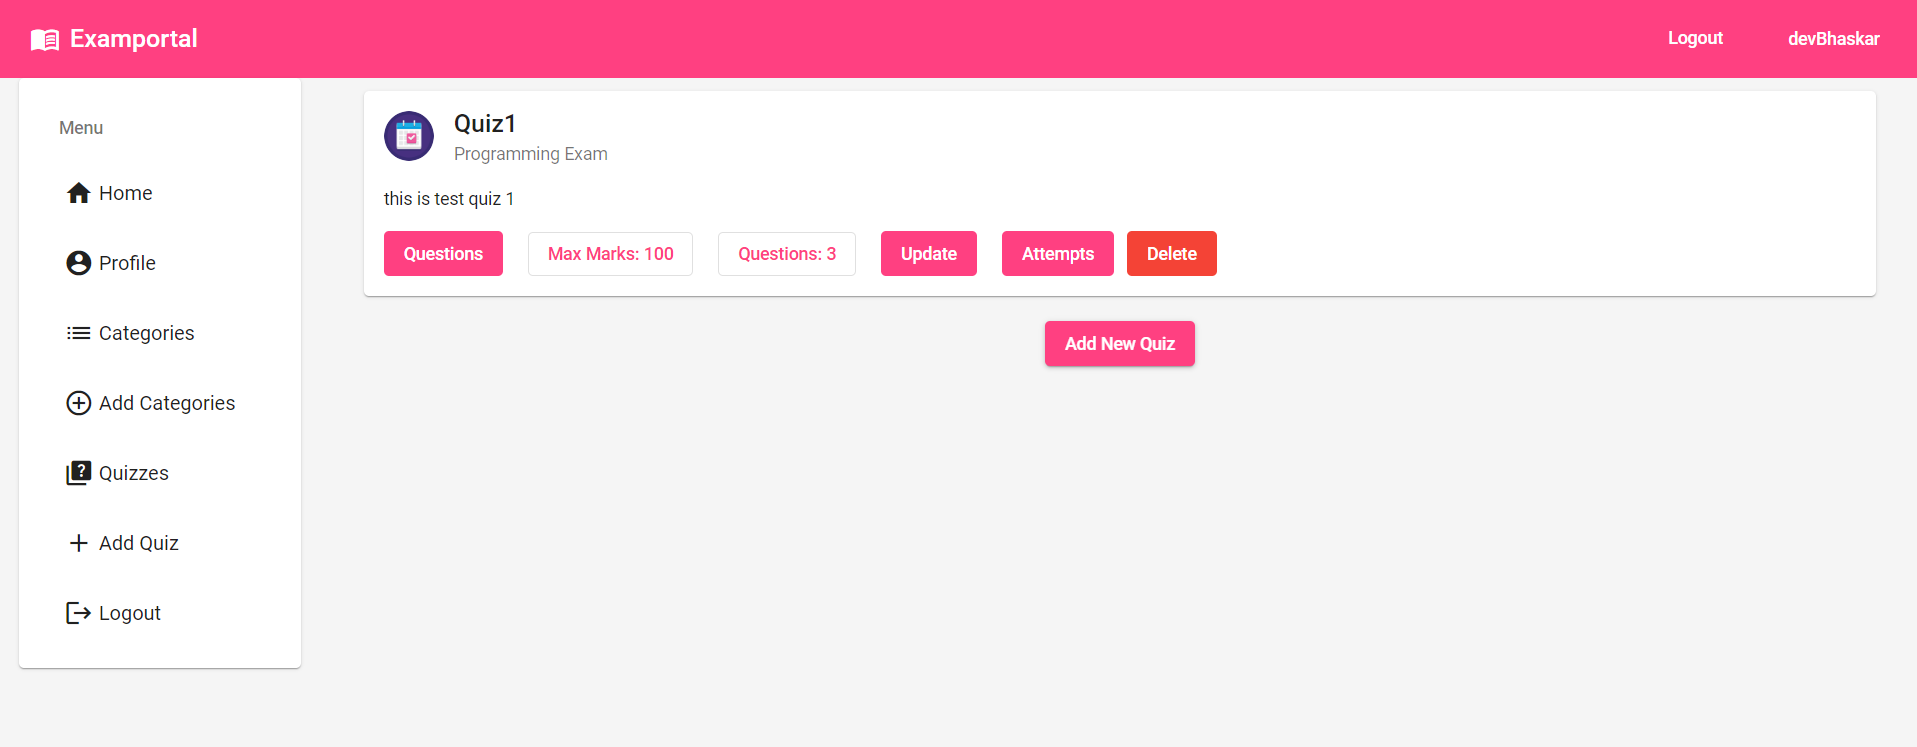 Examportal
Logout devBhaskar
Menu
Home
Profile
Categories
Add Categories
Quizzes
Add Quiz
Logout
Quiz1
Programming Exam
this is test quiz 1
Questions Max Marks: 100 Questions: 3 Update Attempts Delete
Add New Quiz